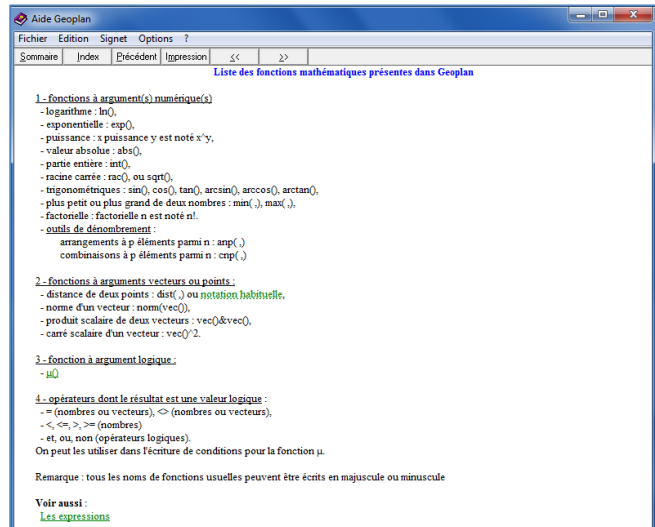 Aide Geoplan
Fichier Edition Signet Options ?
Sommaire Index Précédent Impression << >>
Liste des fonctions mathématiques présentes dans Geoplan
1 - fonctions à argument(s) numérique(s)
- logarithme : ln(),
- exponentielle : exp(),
- puissance : x puissance y est noté x^y,
- valeur absolue : abs(),
- partie entière : int(),
- racine carrée : rac(), ou sqrt(),
- trigonométriques : sin(), cos(), tan(), arcsin(), arccos(), arctan(),
- plus petit ou plus grand de deux nombres : min( ,), max( ,),
- factorielle : factorielle n est noté n!.
- outils de dénombrement :
arrangements à p éléments parmi n : anp( ,)
combinaisons à p éléments parmi n : cnp( ,)
2 - fonctions à arguments vecteurs ou points :
- distance de deux points : dist( ,) ou notation habituelle,
- norme d'un vecteur : norm(vec()),
- produit scalaire de deux vecteurs : vec()&vec(),
- carré scalaire d'un vecteur : vec()^2.
3 - fonction à argument logique :
- µ()
4 - opérateurs dont le résultat est une valeur logique :
- = (nombres ou vecteurs), <> (nombres ou vecteurs),
- <, <=, >, >= (nombres)
- et, ou, non (opérateurs logiques).
On peut les utiliser dans l'écriture de conditions pour la fonction µ.
Remarque : tous les noms de fonctions usuelles peuvent être écrits en majuscule ou minuscule
Voir aussi :
Les expressions